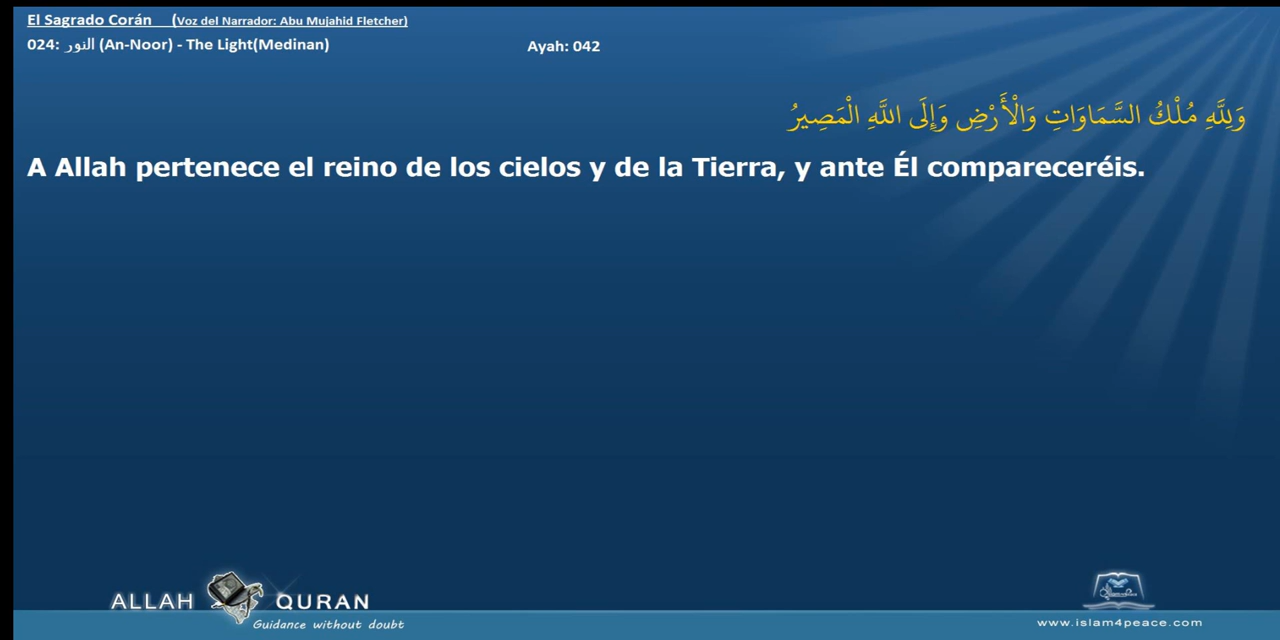 El Sagrado Corán (Voz del Narrador: Abu Mujahid Fletcher)
024: النور (An-Noor) - The Light(Medinan) Ayah: 042
وَلِلَّهِ مُلْكُ السَّمَاوَاتِ وَالْأَرْضِ وَإِلَى اللَّهِ الْمَصِيرُ
A Allah pertenece el reino de los cielos y de la Tierra, y ante Él compareceréis.
ALLAH QURAN
Guidance without doubt
www.islam4peace.com